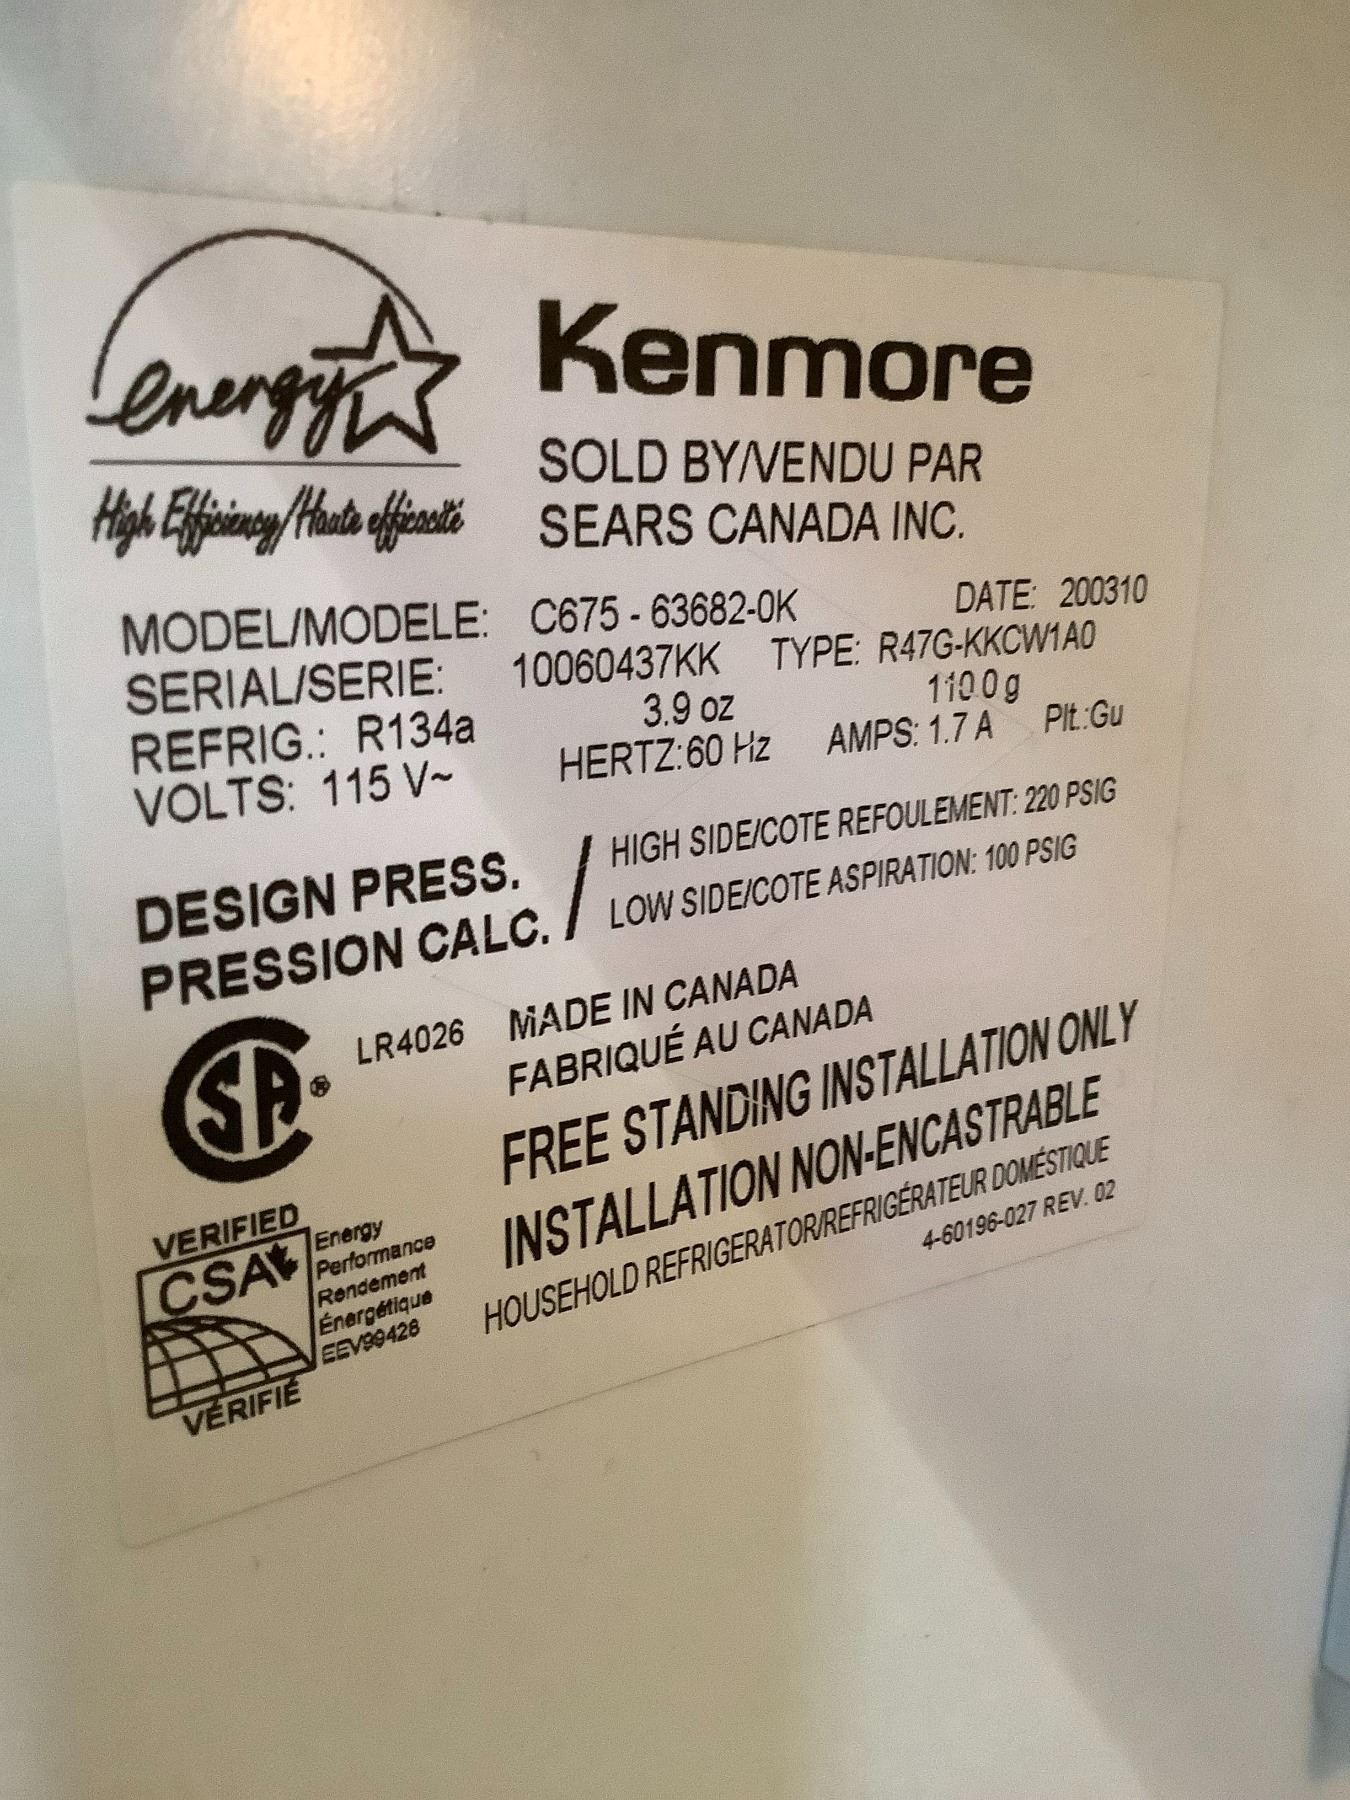 energy
High Efficiency/Haute efficacité
Kenmore
SOLD BY/VENDU PAR
SEARS CANADA INC.
MODEL/MODELE: C675 - 63682-0K DATE: 200310
SERIAL/SERIE: 10060437KK TYPE: R47G-KKCW1A0
REFRIG.: R134a 3.9 oz 110.0 g
VOLTS: 115 V~ HERTZ:60 Hz AMPS: 1.7 A Plt.:Gu
DESIGN PRESS. / HIGH SIDE/COTE REFOULEMENT: 220 PSIG
PRESSION CALC. LOW SIDE/COTE ASPIRATION: 100 PSIG
CSA® LR4026
MADE IN CANADA
FABRIQUÉ AU CANADA
FREE STANDING INSTALLATION ONLY
INSTALLATION NON-ENCASTRABLE
HOUSEHOLD REFRIGERATOR/REFRIGÉRATEUR DOMÉSTIQUE
4-60196-027 REV. 02
VERIFIED
CSA
Energy
Performance
Rendement
Énergétique
EEV99428
VÉRIFIÉ